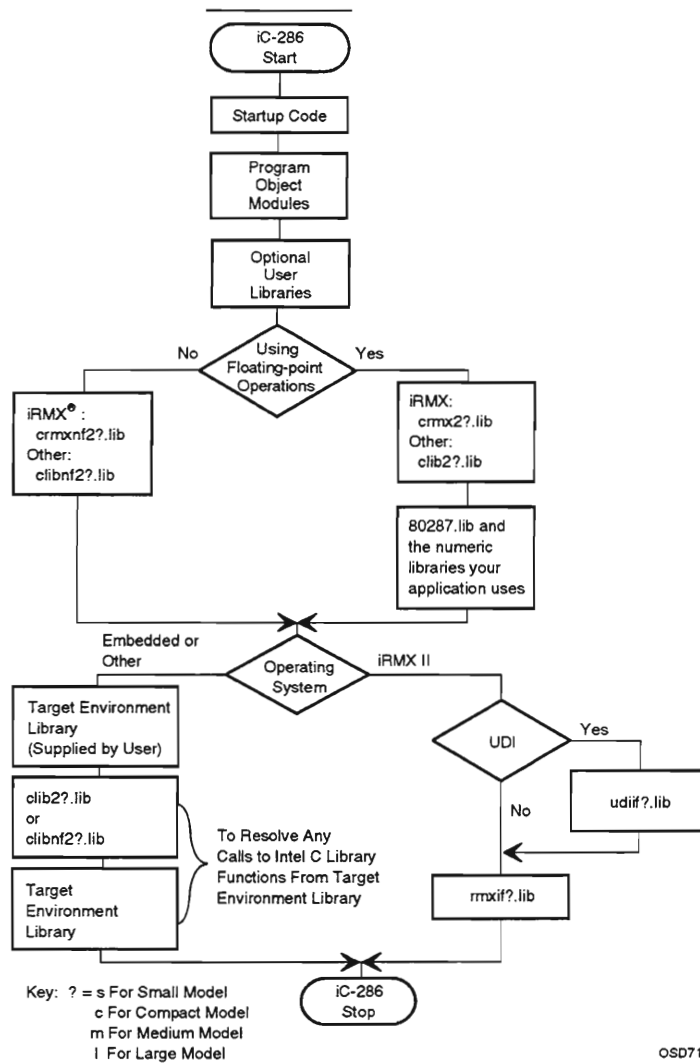 iC-286
Start
Startup Code
Program
Object
Modules
Optional
User
Libraries
Using
Floating-point
Operations
No
Yes
iRMX® :
crmxnf2?.lib
Other:
clibnf2?.lib
iRMX:
crmx2?.lib
Other:
clib2?.lib
80287.lib and
the numeric
libraries your
application uses
Embedded or
Other
Operating
System
iRMX II
Target Environment
Library
(Supplied by User)
UDI
Yes
No
udiif?.lib
clib2?.lib
or
clibnf2?.lib
To Resolve Any
Calls to Intel C Library
Functions From Target
Environment Library
Target
Environment
Library
rmxif?.lib
iC-286
Stop
Key: ? = s For Small Model
c For Compact Model
m For Medium Model
l For Large Model
OSD71